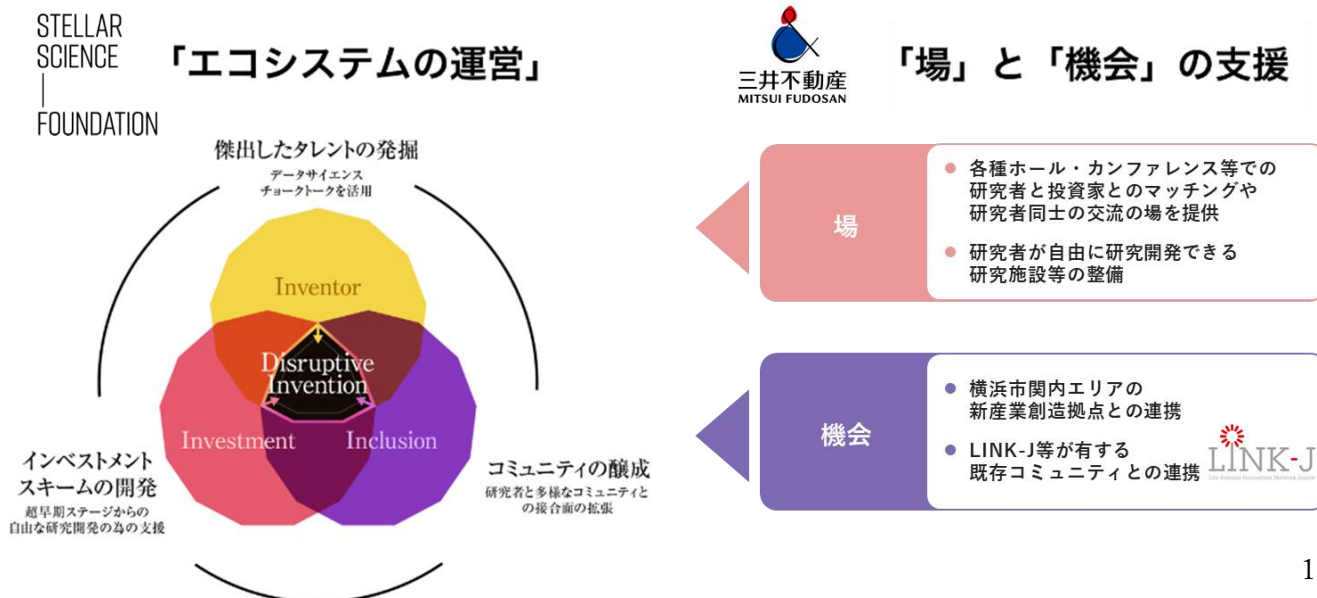 STELLAR
SCIENCE
|
FOUNDATION
「エコシステムの運営」
傑出したタレントの発掘
データサイエンス
チョークトークを活用
Inventor
Disruptive
Invention
Investment
Inclusion
インベストメント
スキームの開発
超早期ステージからの
自由な研究開発の為の支援
コミュニティの醸成
研究者と多様なコミュニティと
の接合面の拡張
三井不動産
MITSUI FUDOSAN
「場」と「機会」の支援
場
● 各種ホール・カンファレンス等での
研究者と投資家とのマッチングや
研究者同士の交流の場を提供
● 研究者が自由に研究開発できる
研究施設等の整備
機会
● 横浜市関内エリアの
新産業創造拠点との連携
● LINK-J等が有する
既存コミュニティとの連携
LINK-J
Life Science Innovation Network Japan
1